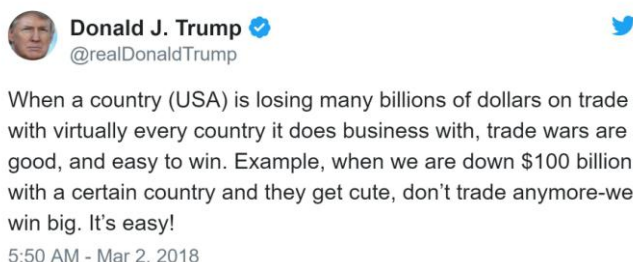 Donald J. Trump
@realDonaldTrump
When a country (USA) is losing many billions of dollars on trade
with virtually every country it does business with, trade wars are
good, and easy to win. Example, when we are down $100 billion
with a certain country and they get cute, don’t trade anymore-we
win big. It’s easy!
5:50 AM - Mar 2, 2018